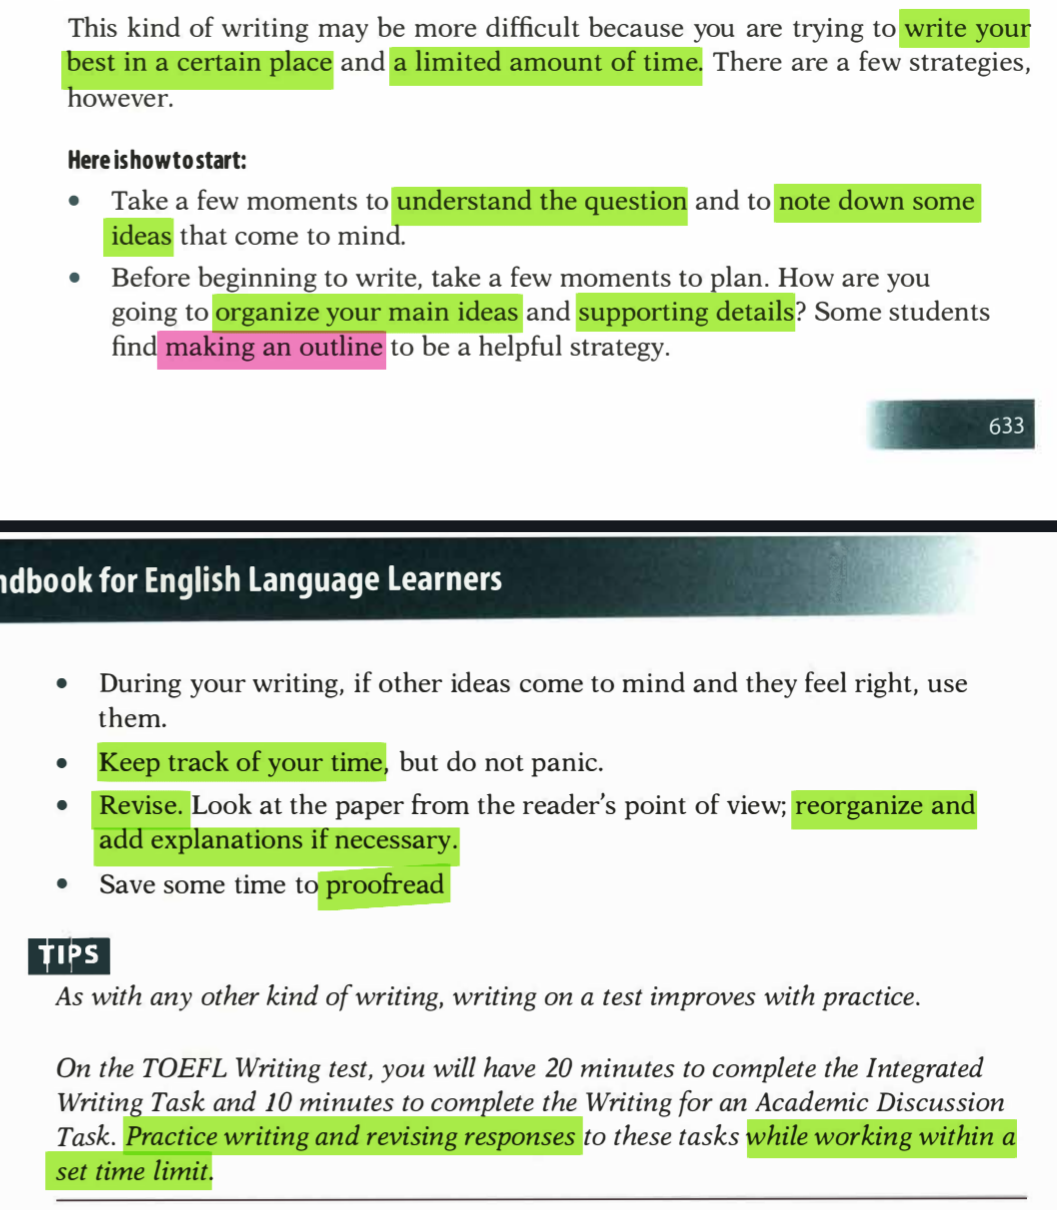 This kind of writing may be more difficult because you are trying to write your
best in a certain place and a limited amount of time. There are a few strategies,
however.
Here is how to start:
• Take a few moments to understand the question and to note down some
ideas that come to mind.
• Before beginning to write, take a few moments to plan. How are you
going to organize your main ideas and supporting details? Some students
find making an outline to be a helpful strategy.
633
ndbook for English Language Learners
• During your writing, if other ideas come to mind and they feel right, use
them.
• Keep track of your time, but do not panic.
• Revise. Look at the paper from the reader's point of view; reorganize and
add explanations if necessary.
• Save some time to proofread
TIPS
As with any other kind of writing, writing on a test improves with practice.
On the TOEFL Writing test, you will have 20 minutes to complete the Integrated
Writing Task and 10 minutes to complete the Writing for an Academic Discussion
Task. Practice writing and revising responses to these tasks while working within a
set time limit.